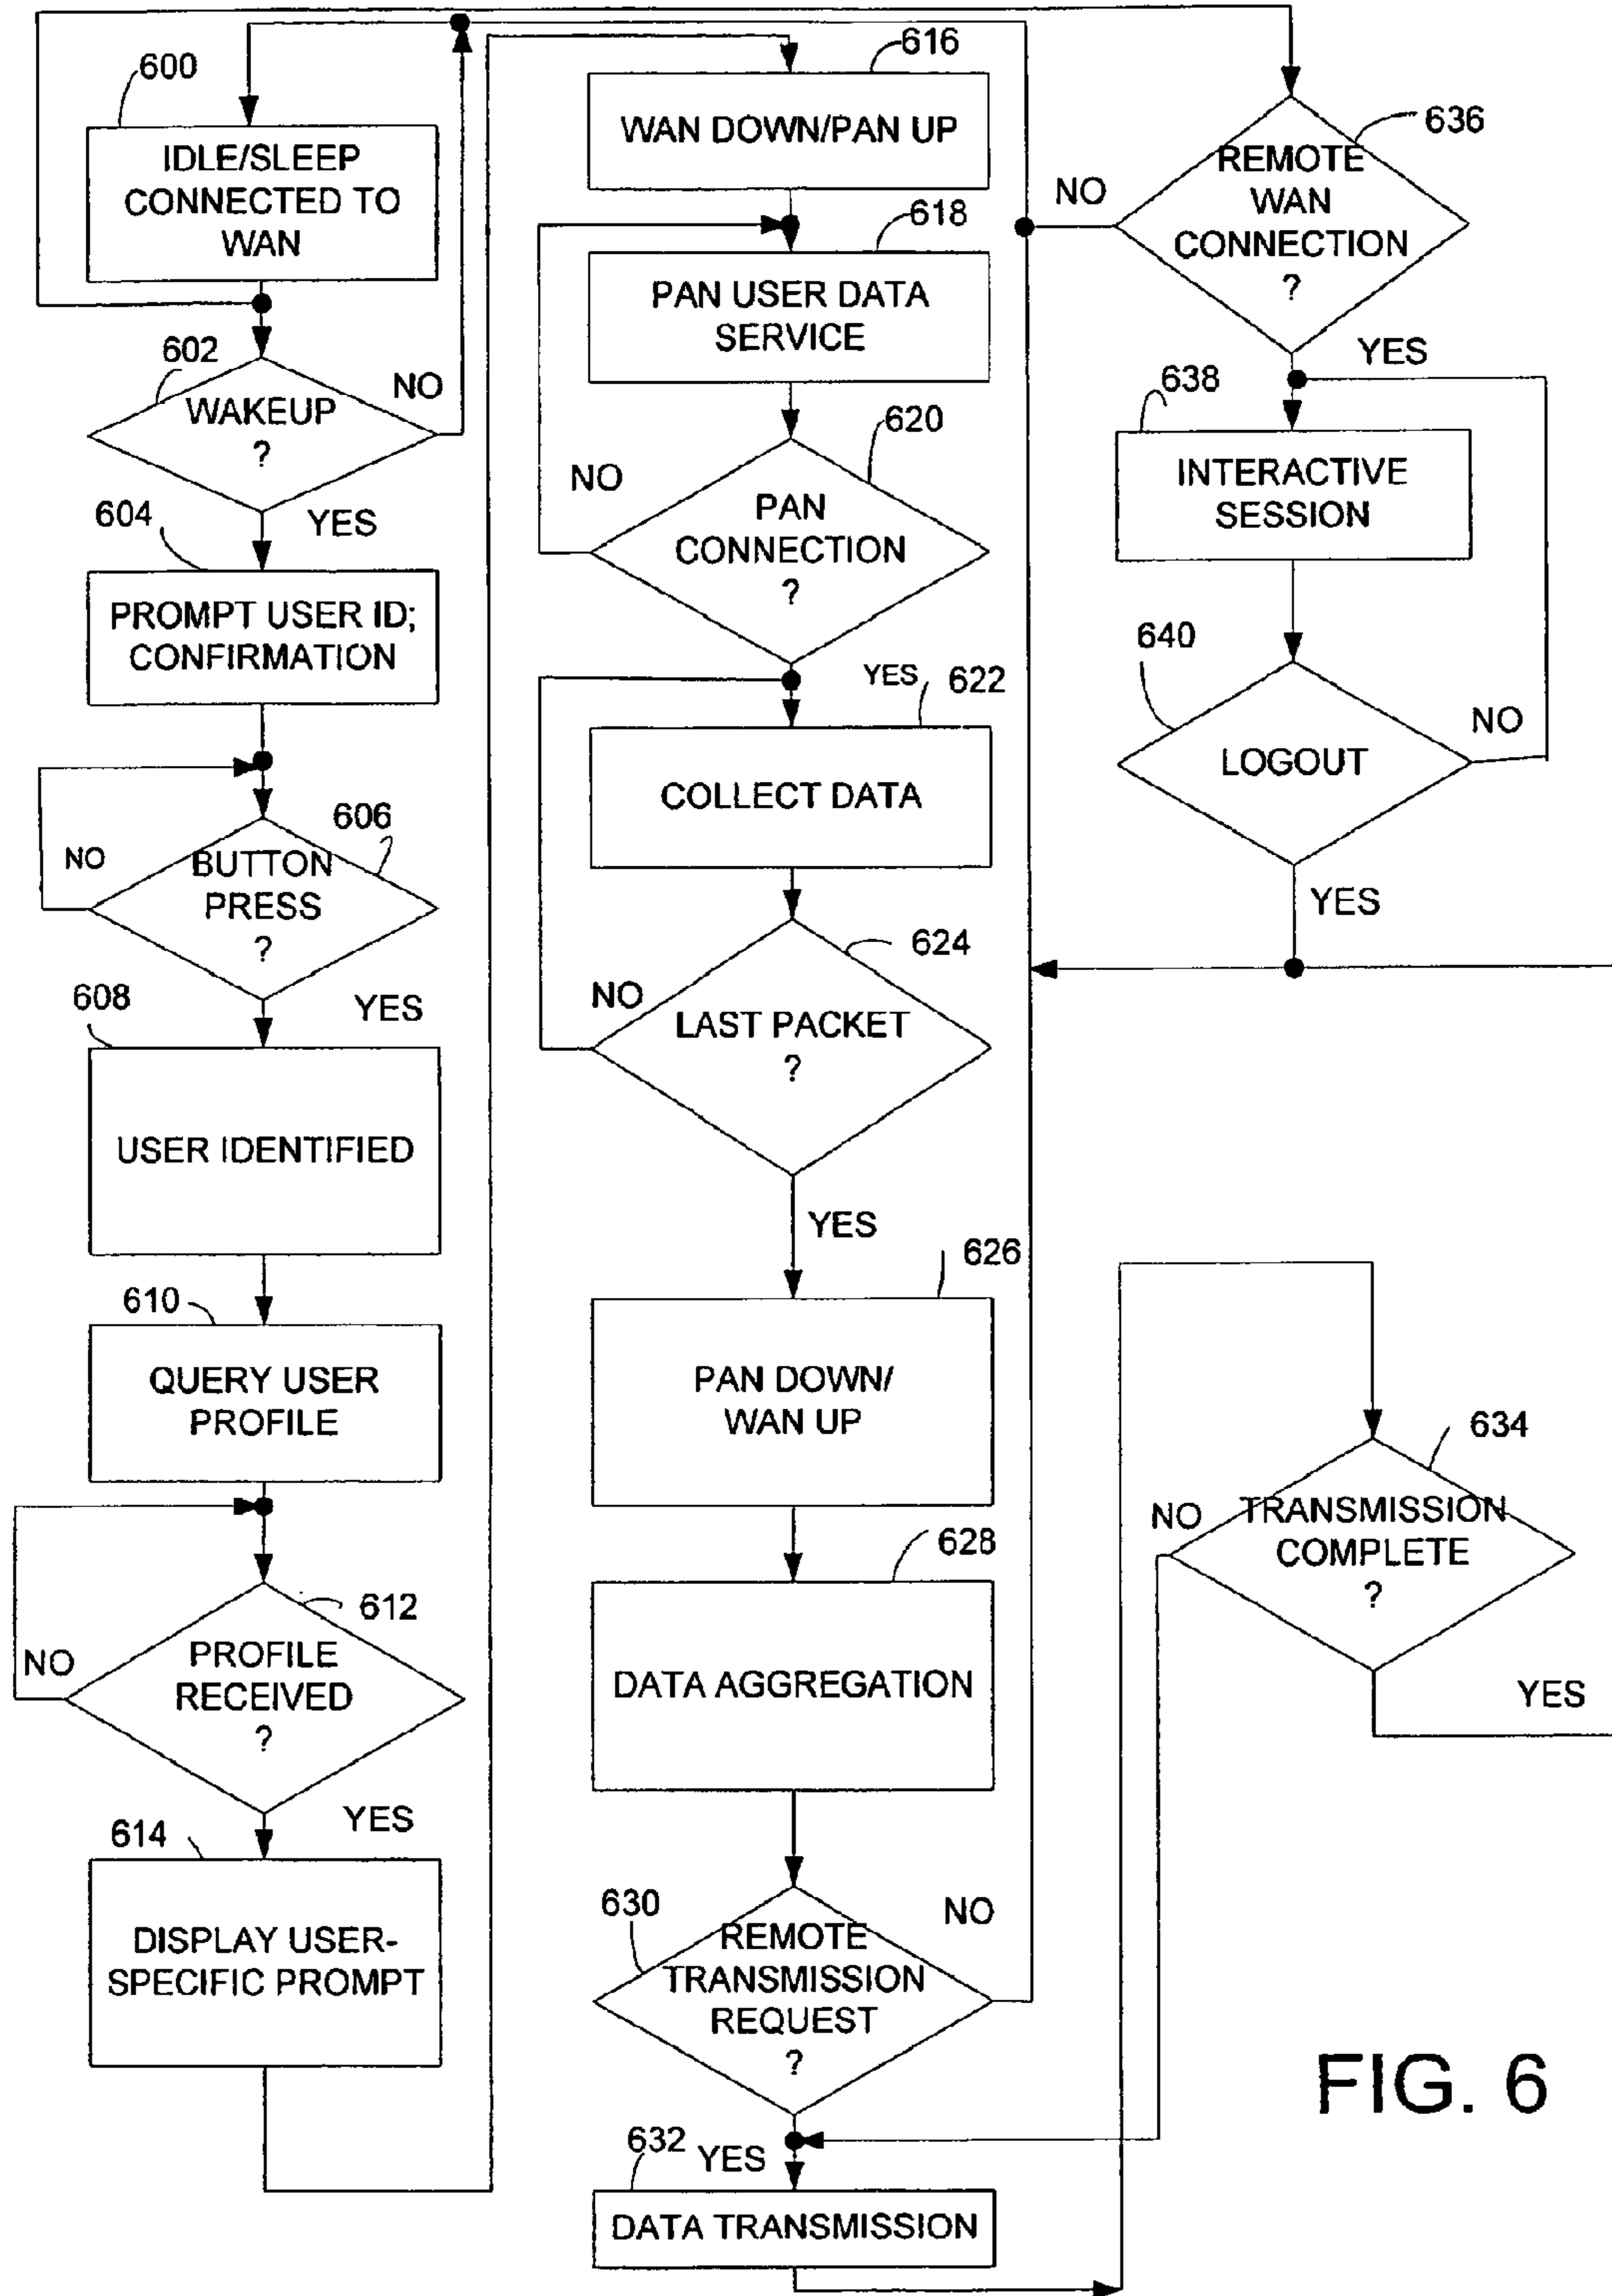 600
IDLE/SLEEP
CONNECTED TO
WAN
602
WAKEUP
?
NO
YES
604
PROMPT USER ID;
CONFIRMATION
606
NO
BUTTON
PRESS
?
YES
608
USER IDENTIFIED
610
QUERY USER
PROFILE
612
NO
PROFILE
RECEIVED
?
YES
614
DISPLAY USER-
SPECIFIC PROMPT
616
WAN DOWN/PAN UP
618
PAN USER DATA
SERVICE
620
NO
PAN
CONNECTION
?
YES
622
COLLECT DATA
624
NO
LAST PACKET
?
YES
626
PAN DOWN/
WAN UP
628
DATA AGGREGATION
630
NO
REMOTE
TRANSMISSION
REQUEST
?
632
YES
DATA TRANSMISSION
636
NO
REMOTE
WAN
CONNECTION
?
YES
638
INTERACTIVE
SESSION
640
NO
LOGOUT
YES
634
NO
TRANSMISSION
COMPLETE
?
YES
FIG. 6